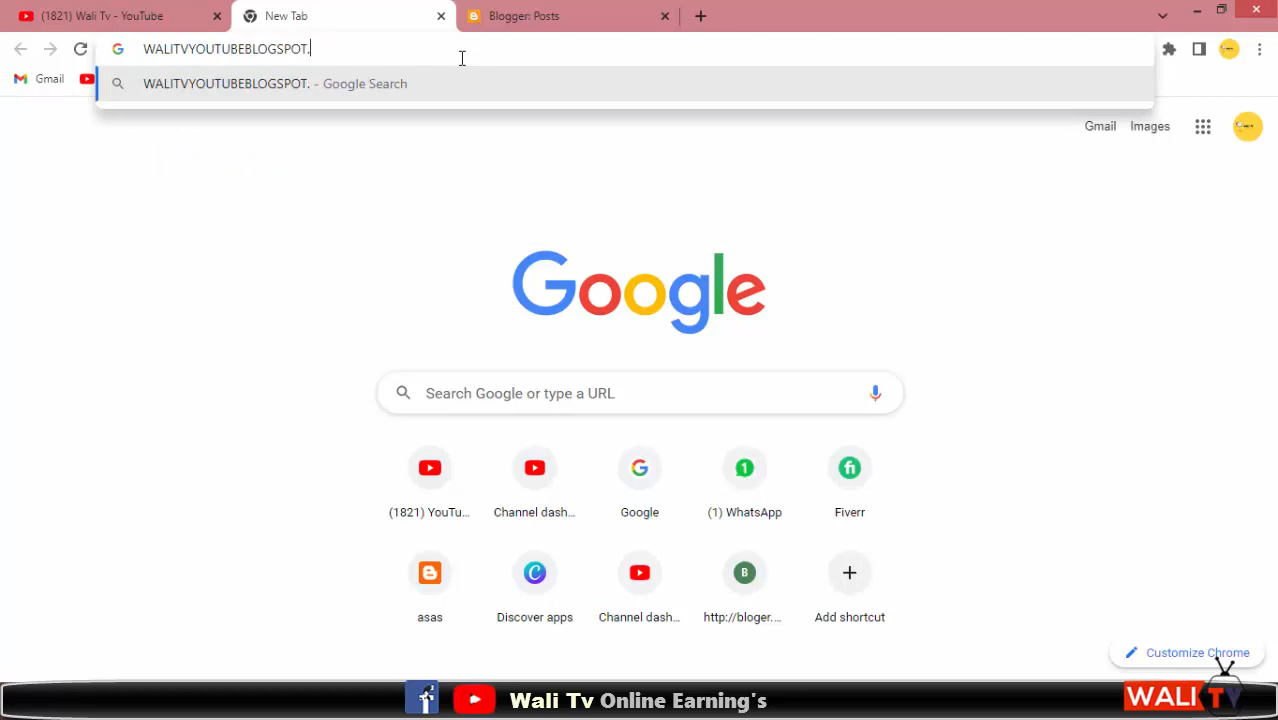 (1821) Wali Tv - YouTube
New Tab
Blogger: Posts
WALITVYOUTUBEBLOGSPOT.
Gmail
WALITVYOUTUBEBLOGSPOT. - Google Search
Gmail Images
Google
Search Google or type a URL
(1821) YouTu...
Channel dash...
Google
(1) WhatsApp
Fiverr
asas
Discover apps
Channel dash...
http://bloger....
Add shortcut
Customize Chrome
Wali Tv Online Earning's
WALI TV